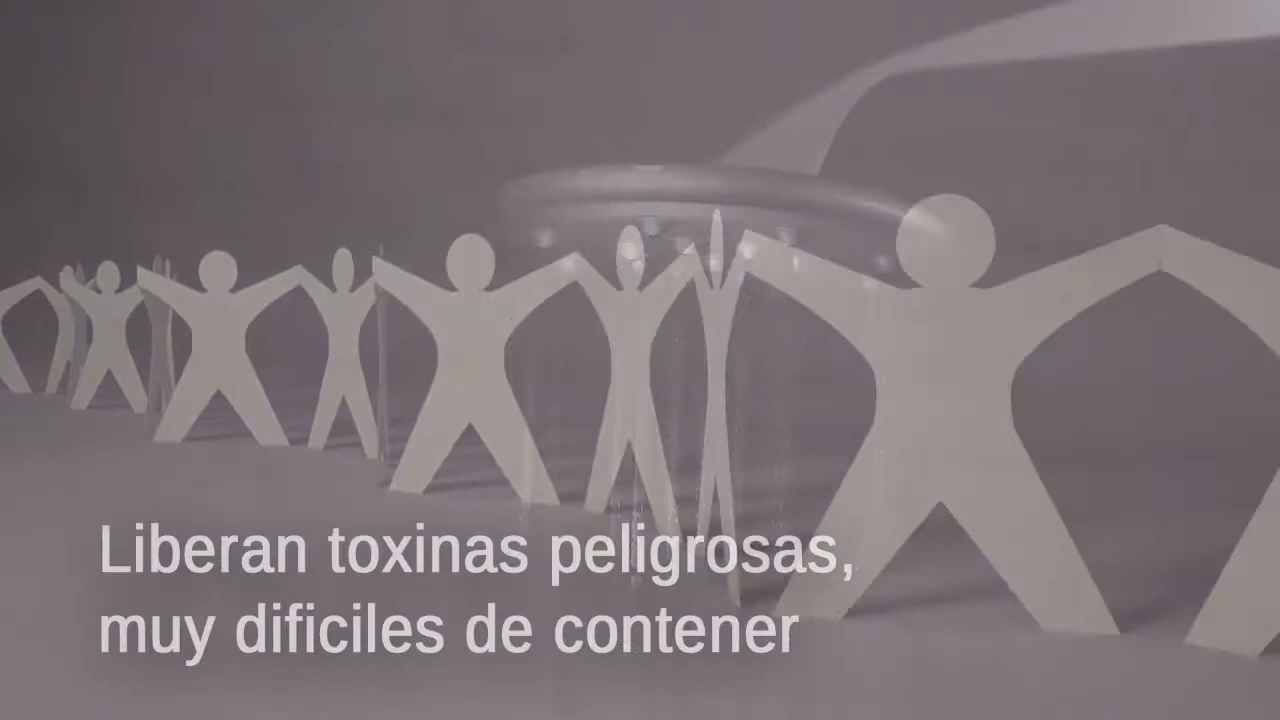 Liberan toxinas peligrosas,
muy dificiles de contener